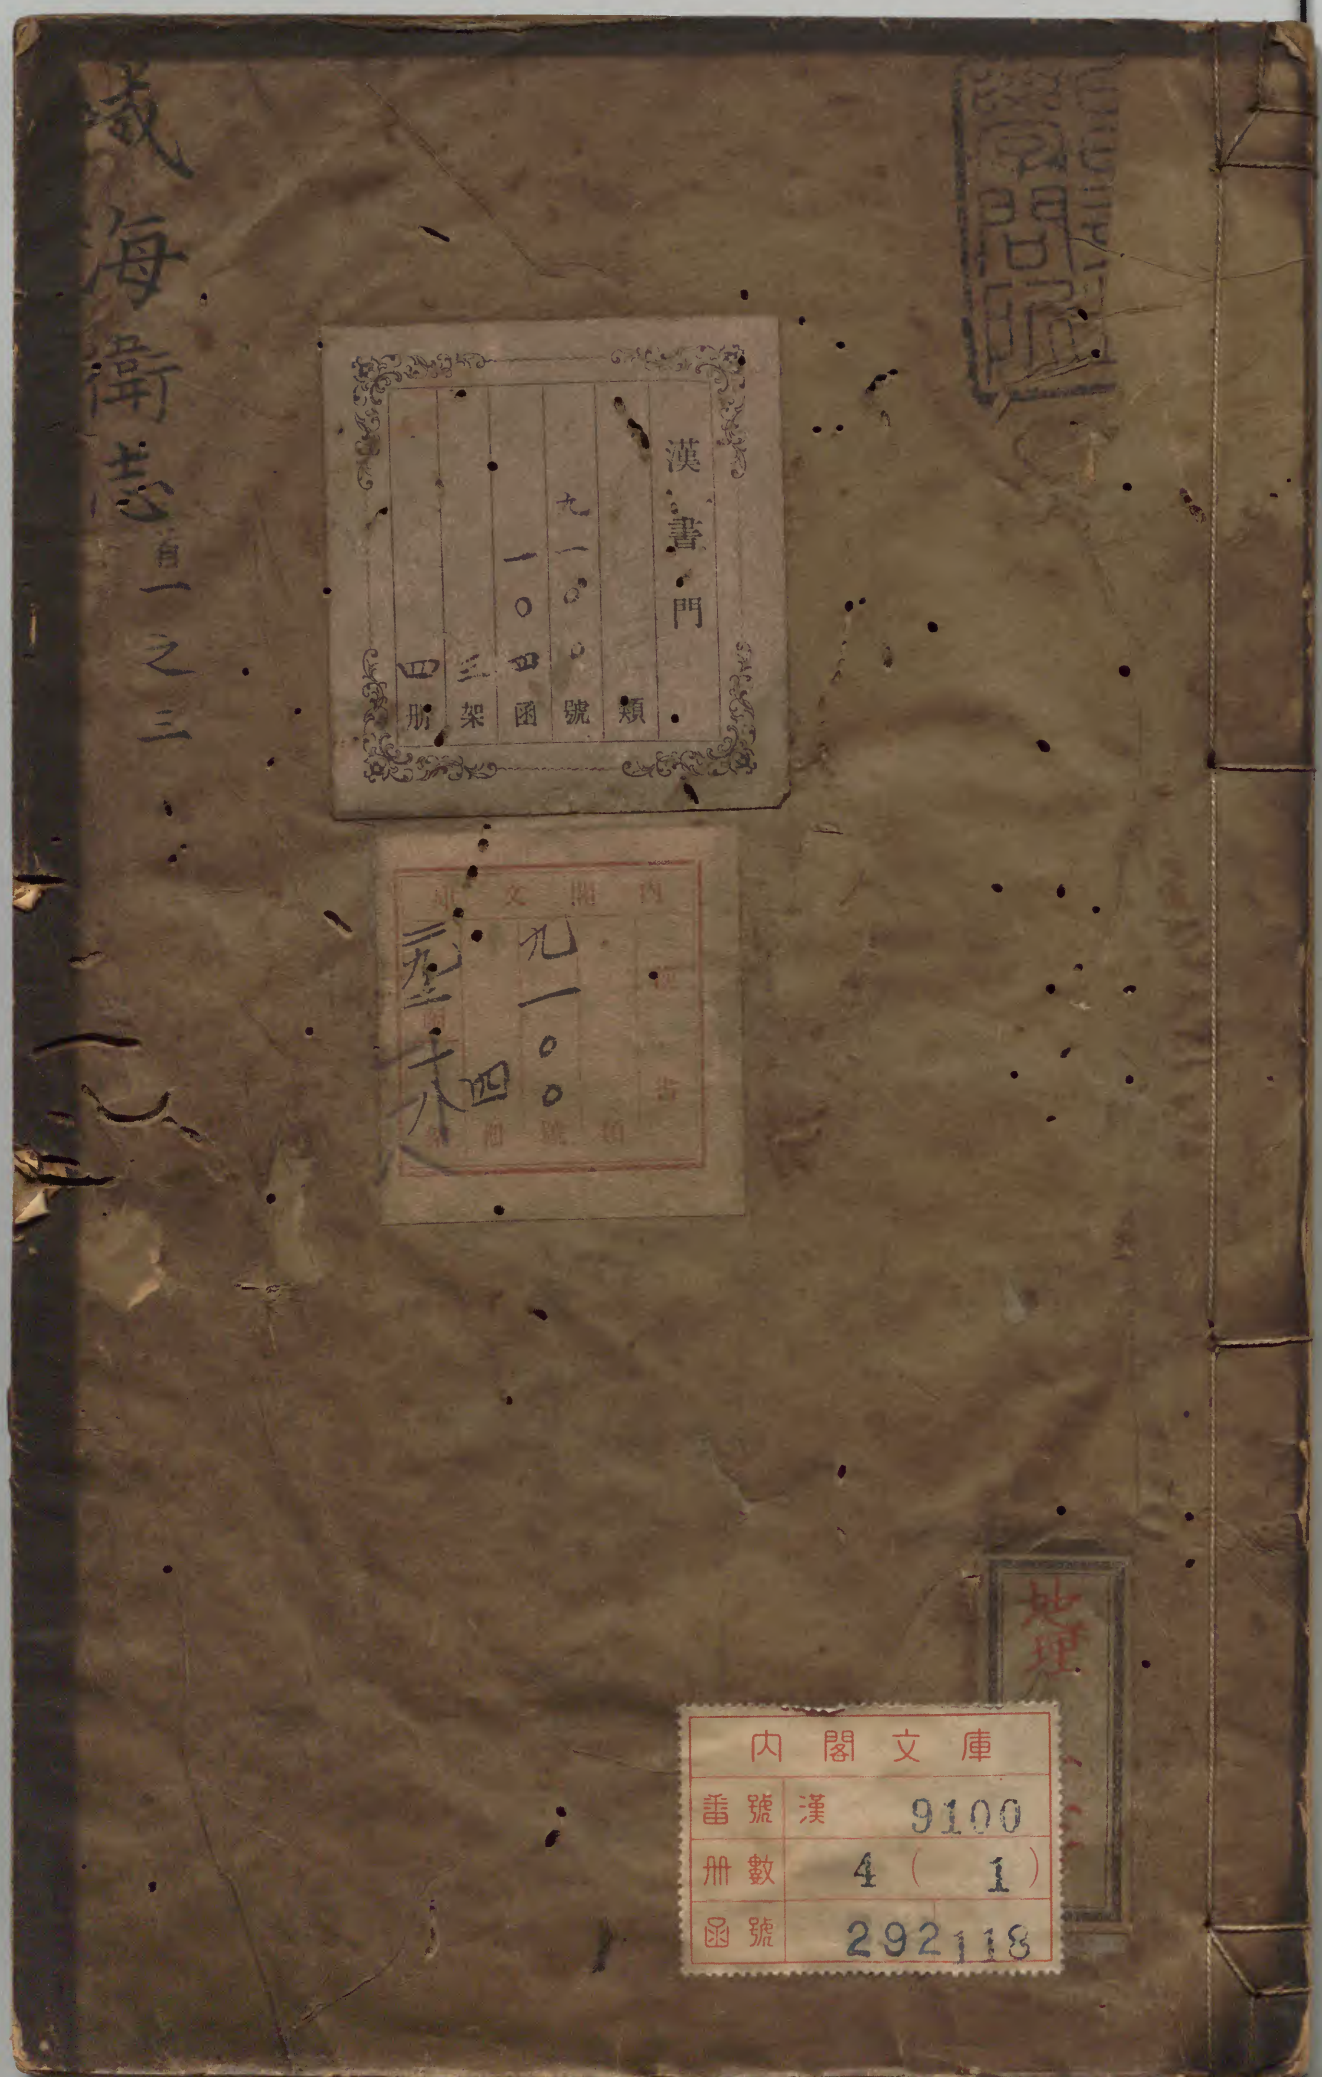 威海衛志
首一之三
漢書門
類
九一〇〇號
一〇四函
三架
四册
九一〇〇
四
地理
内閣文庫
番號 漢 9100
册數 4 ( 1 )
函號 292 118